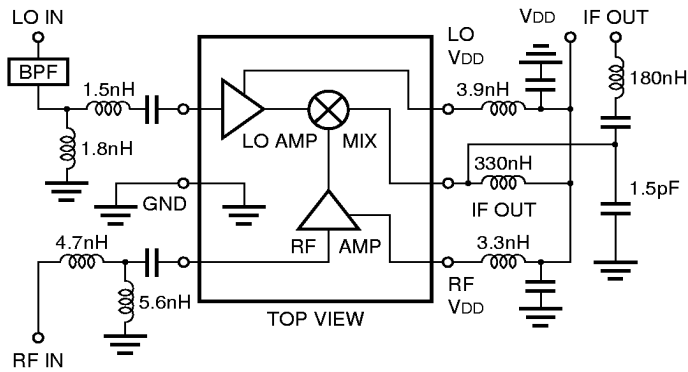 LO IN
BPF
1.5nH
1.8nH
GND
4.7nH
5.6nH
RF IN
LO AMP
MIX
RF AMP
TOP VIEW
LO
VDD
3.9nH
330nH
IF OUT
3.3nH
RF
VDD
VDD
IF OUT
180nH
1.5pF